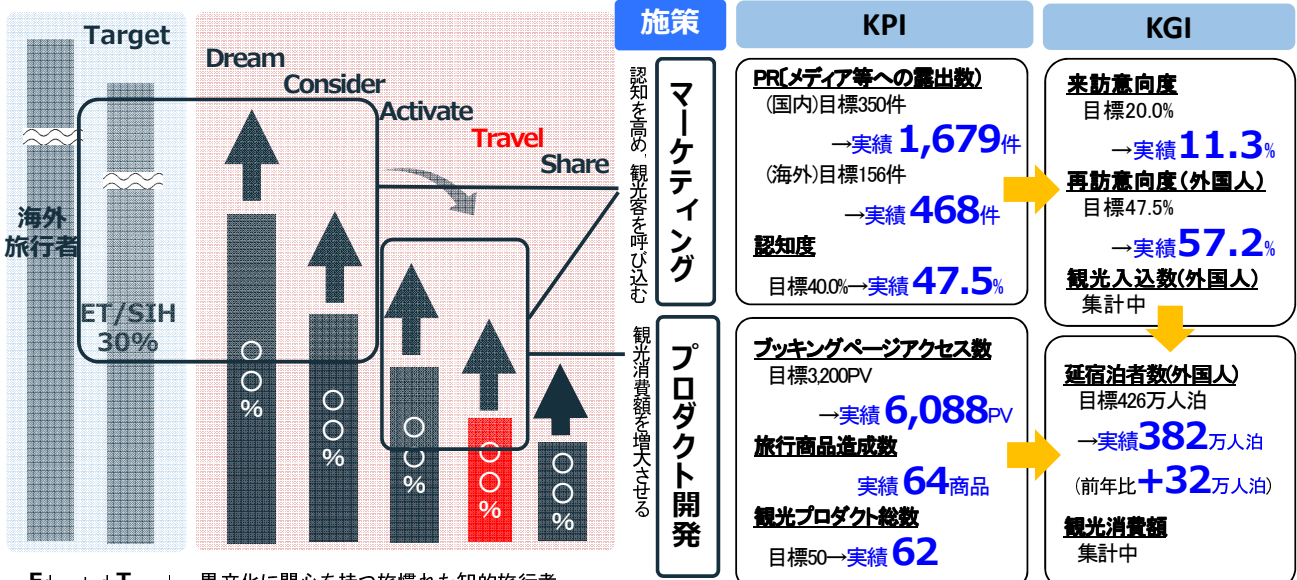 Target
Dream
Consider
Activate
Travel
Share
海外
旅行者
ET/SIH
30%
○○%
○○%
○○%
○○%
○○%
施策
KPI
KGI
認知を高め、観光客を呼び込む
マーケティング
PR(メディア等への露出数)
(国内)目標350件
→実績1,679件
(海外)目標156件
→実績468件
認知度
目標40.0%→実績47.5%
来訪意向度
目標20.0%
→実績11.3%
再訪意向度(外国人)
目標47.5%
→実績57.2%
観光入込数(外国人)
集計中
観光消費額を増大させる
プロダクト開発
ブッキングページアクセス数
目標3,200PV
→実績6,088PV
旅行商品造成数
実績64商品
観光プロダクト総数
目標50→実績62
延宿泊者数(外国人)
目標426万人泊
→実績382万人泊
(前年比+32万人泊)
観光消費額
集計中